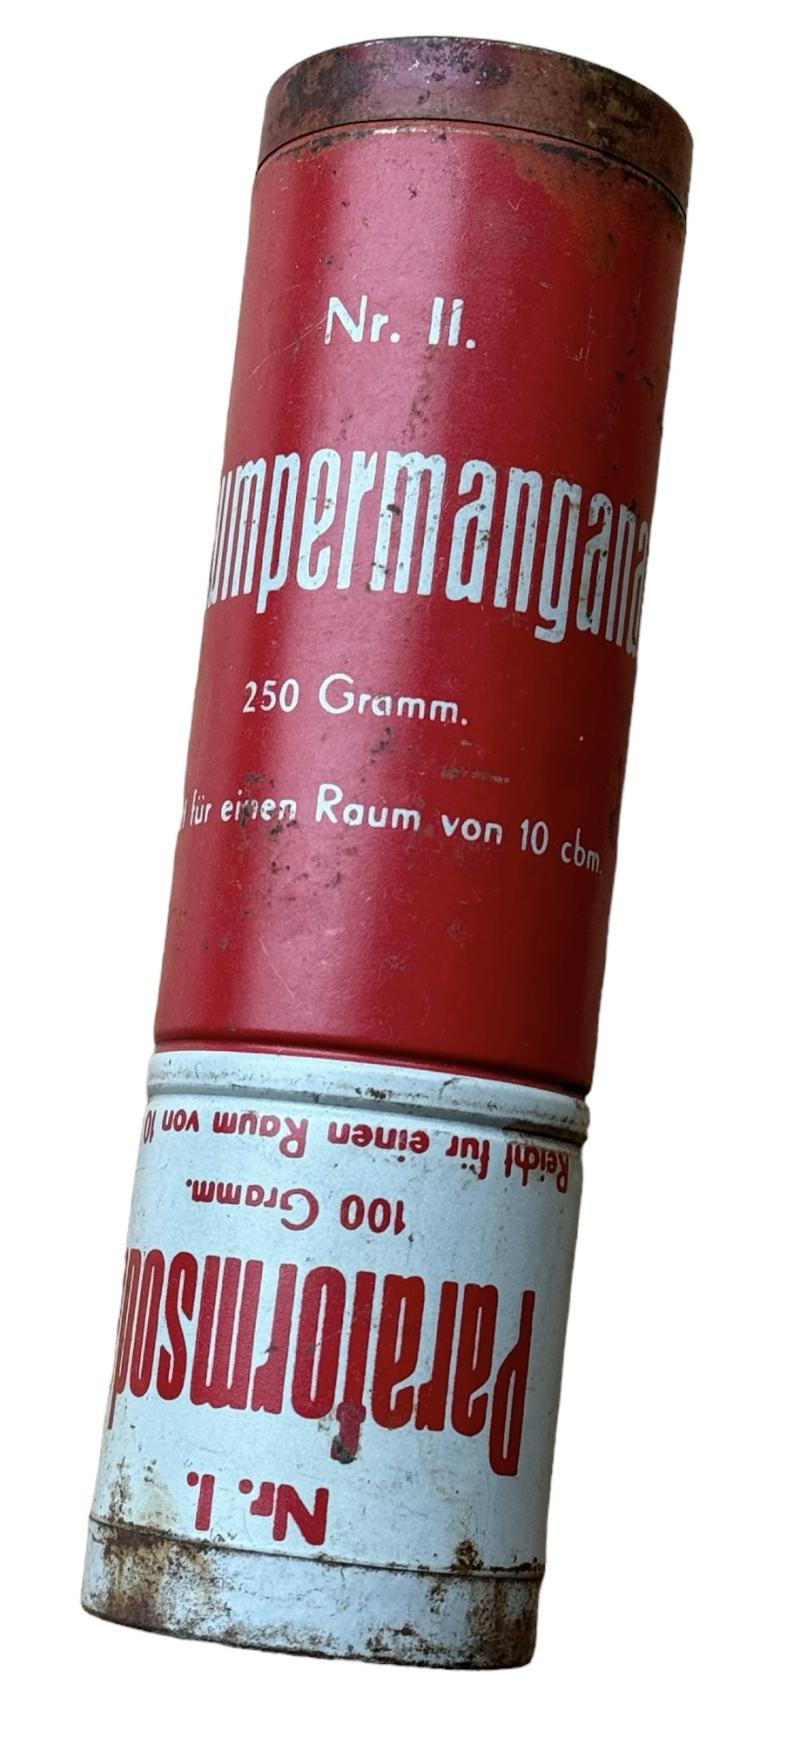 Nr. II.
umpermangana
250 Gramm.
für einen Raum von 10 cbm.
Nr. I.
Paraformsod
100 Gramm.
Reicht für einen Raum von 10